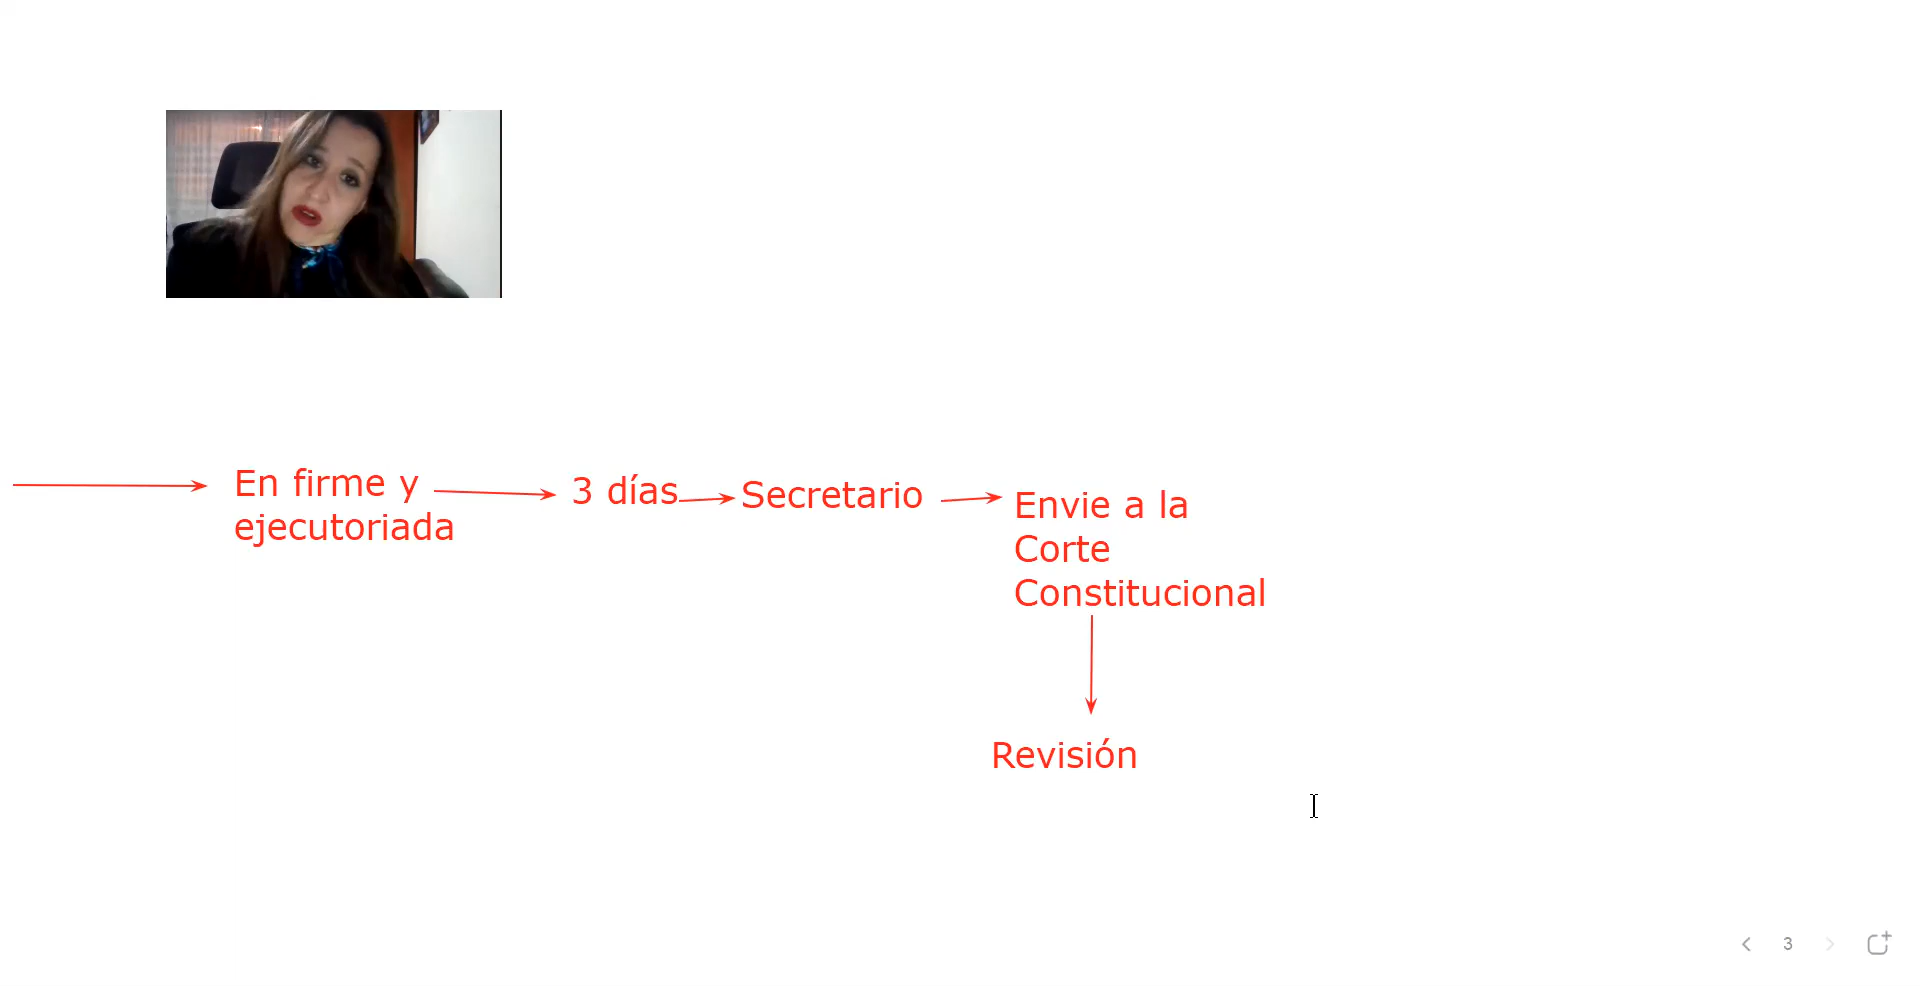 En firme y
ejecutoriada
3 días
Secretario
Envie a la
Corte
Constitucional
Revisión
3